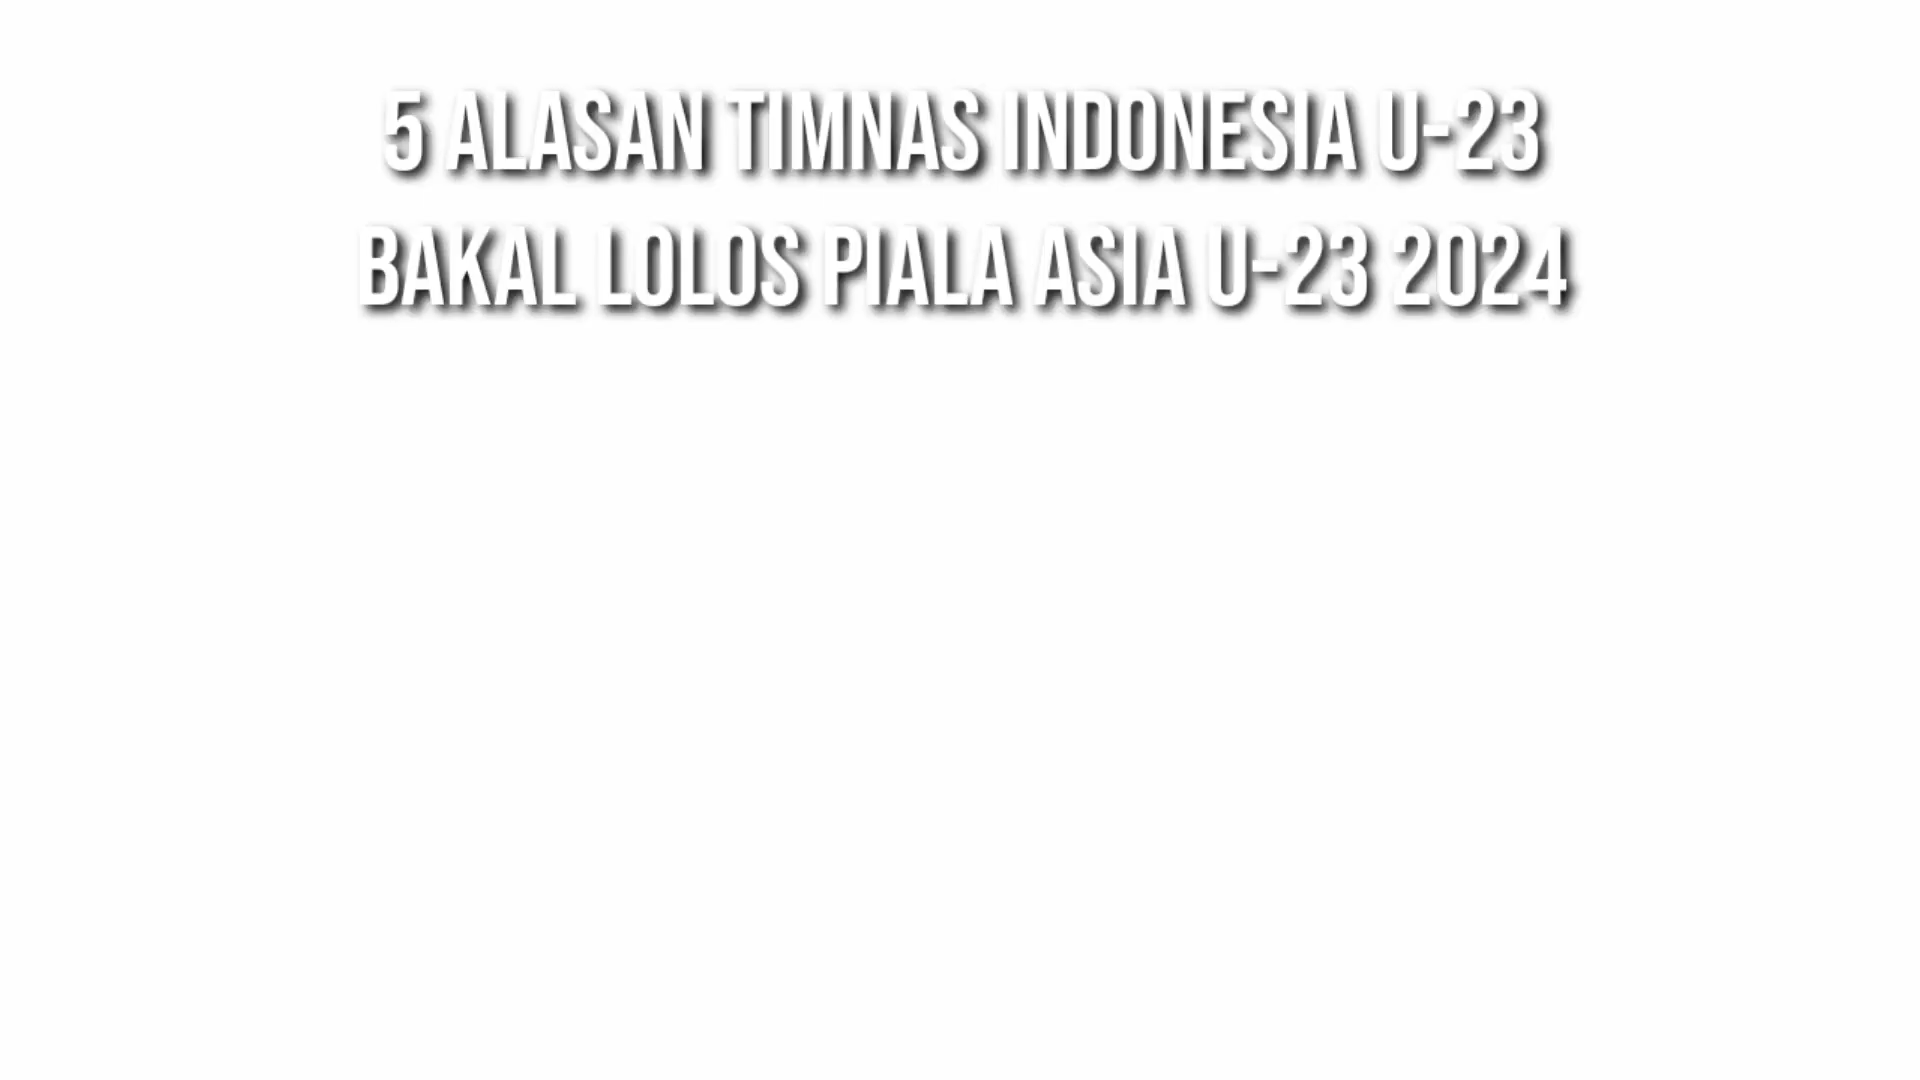 5 ALASAN TIMNAS INDONESIA U-23
BAKAL LOLOS PIALA ASIA U-23 2024